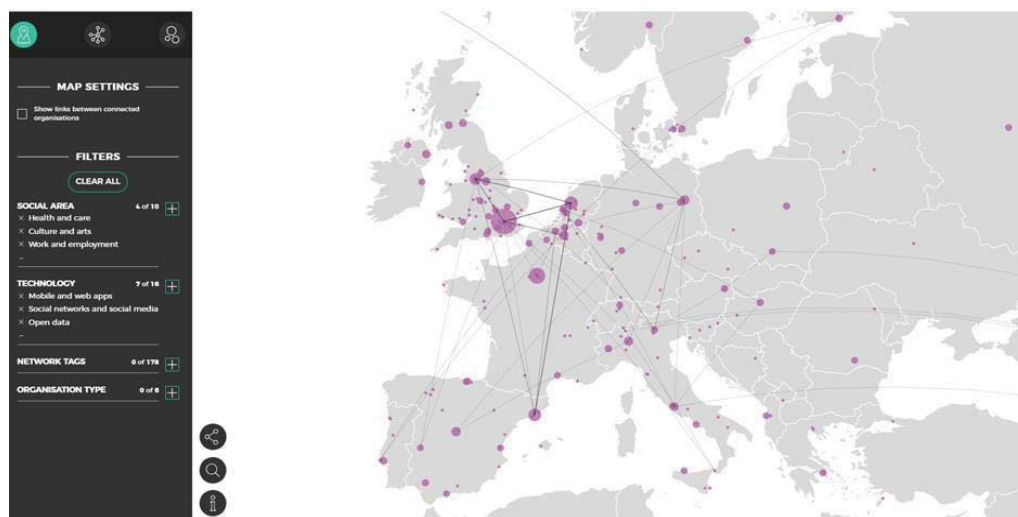 MAP SETTINGS
Show links between connected
organisations
FILTERS
CLEAR ALL
SOCIAL AREA 4 of 16
× Health and care
× Culture and arts
× Work and employment
TECHNOLOGY 7 of 16
× Mobile and web apps
× Social networks and social media
× Open data
NETWORK TAGS 0 of 178
ORGANISATION TYPE 0 of 6